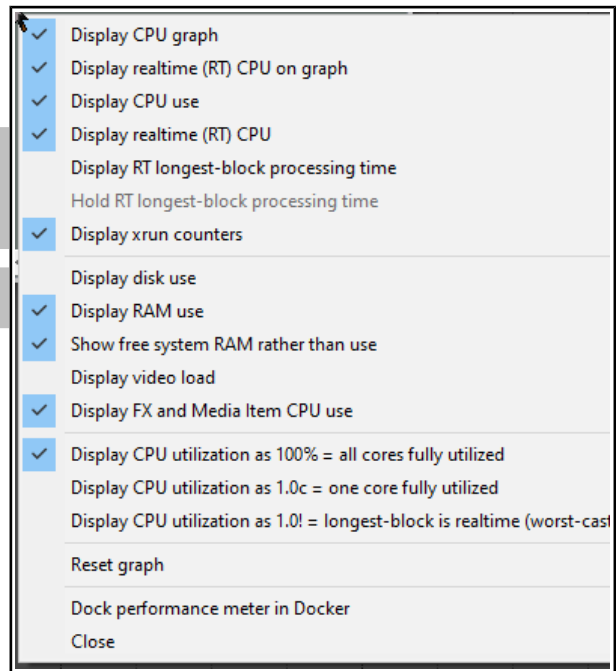 Display CPU graph
Display realtime (RT) CPU on graph
Display CPU use
Display realtime (RT) CPU
Display RT longest-block processing time
Hold RT longest-block processing time
Display xrun counters
Display disk use
Display RAM use
Show free system RAM rather than use
Display video load
Display FX and Media Item CPU use
Display CPU utilization as 100% = all cores fully utilized
Display CPU utilization as 1.0c = one core fully utilized
Display CPU utilization as 1.0! = longest-block is realtime (worst-cast
Reset graph
Dock performance meter in Docker
Close